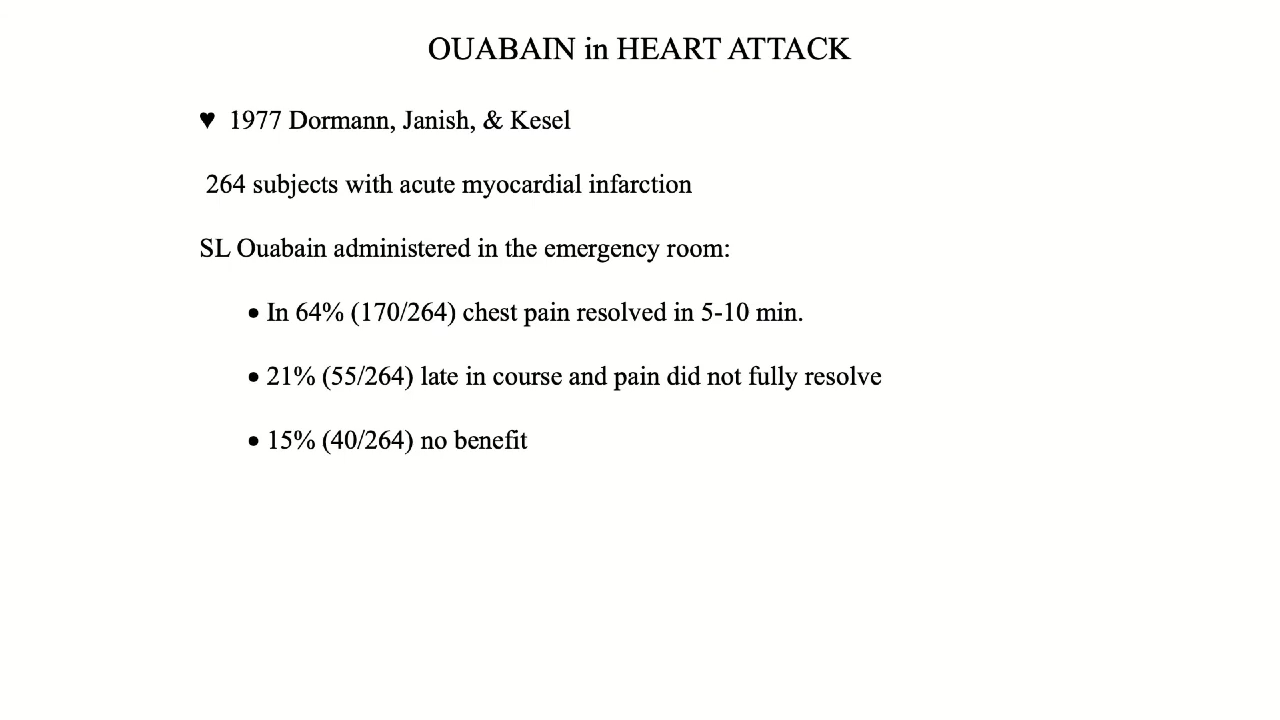 OUABAIN in HEART ATTACK
♥ 1977 Dormann, Janish, & Kesel
264 subjects with acute myocardial infarction
SL Ouabain administered in the emergency room:
• In 64% (170/264) chest pain resolved in 5-10 min.
• 21% (55/264) late in course and pain did not fully resolve
• 15% (40/264) no benefit